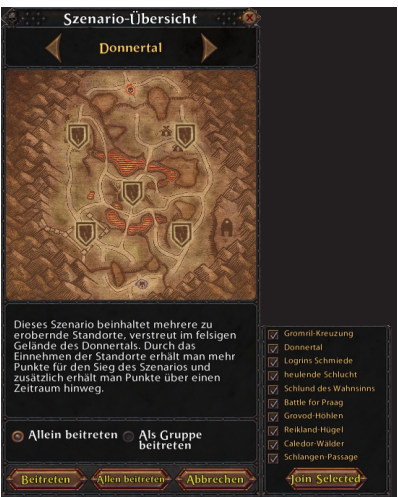 Szenario-Übersicht
Donnertal
Dieses Szenario beinhaltet mehrere zu
erobernde Standorte, verstreut im felsigen
Gelände des Donnertals. Durch das
Einnehmen der Standorte erhält man mehr
Punkte für den Sieg des Szenarios und
zusätzlich erhält man Punkte über einen
Zeitraum hinweg.
Allein beitreten
Als Gruppe
beitreten
Beitreten
Allen beitreten
Abbrechen
Gromril-Kreuzung
Donnertal
Logrins Schmiede
heulende Schlucht
Schlund des Wahnsinns
Battle for Praag
Grovod-Höhlen
Reikland-Hügel
Caledor-Wälder
Schlangen-Passage
Join Selected